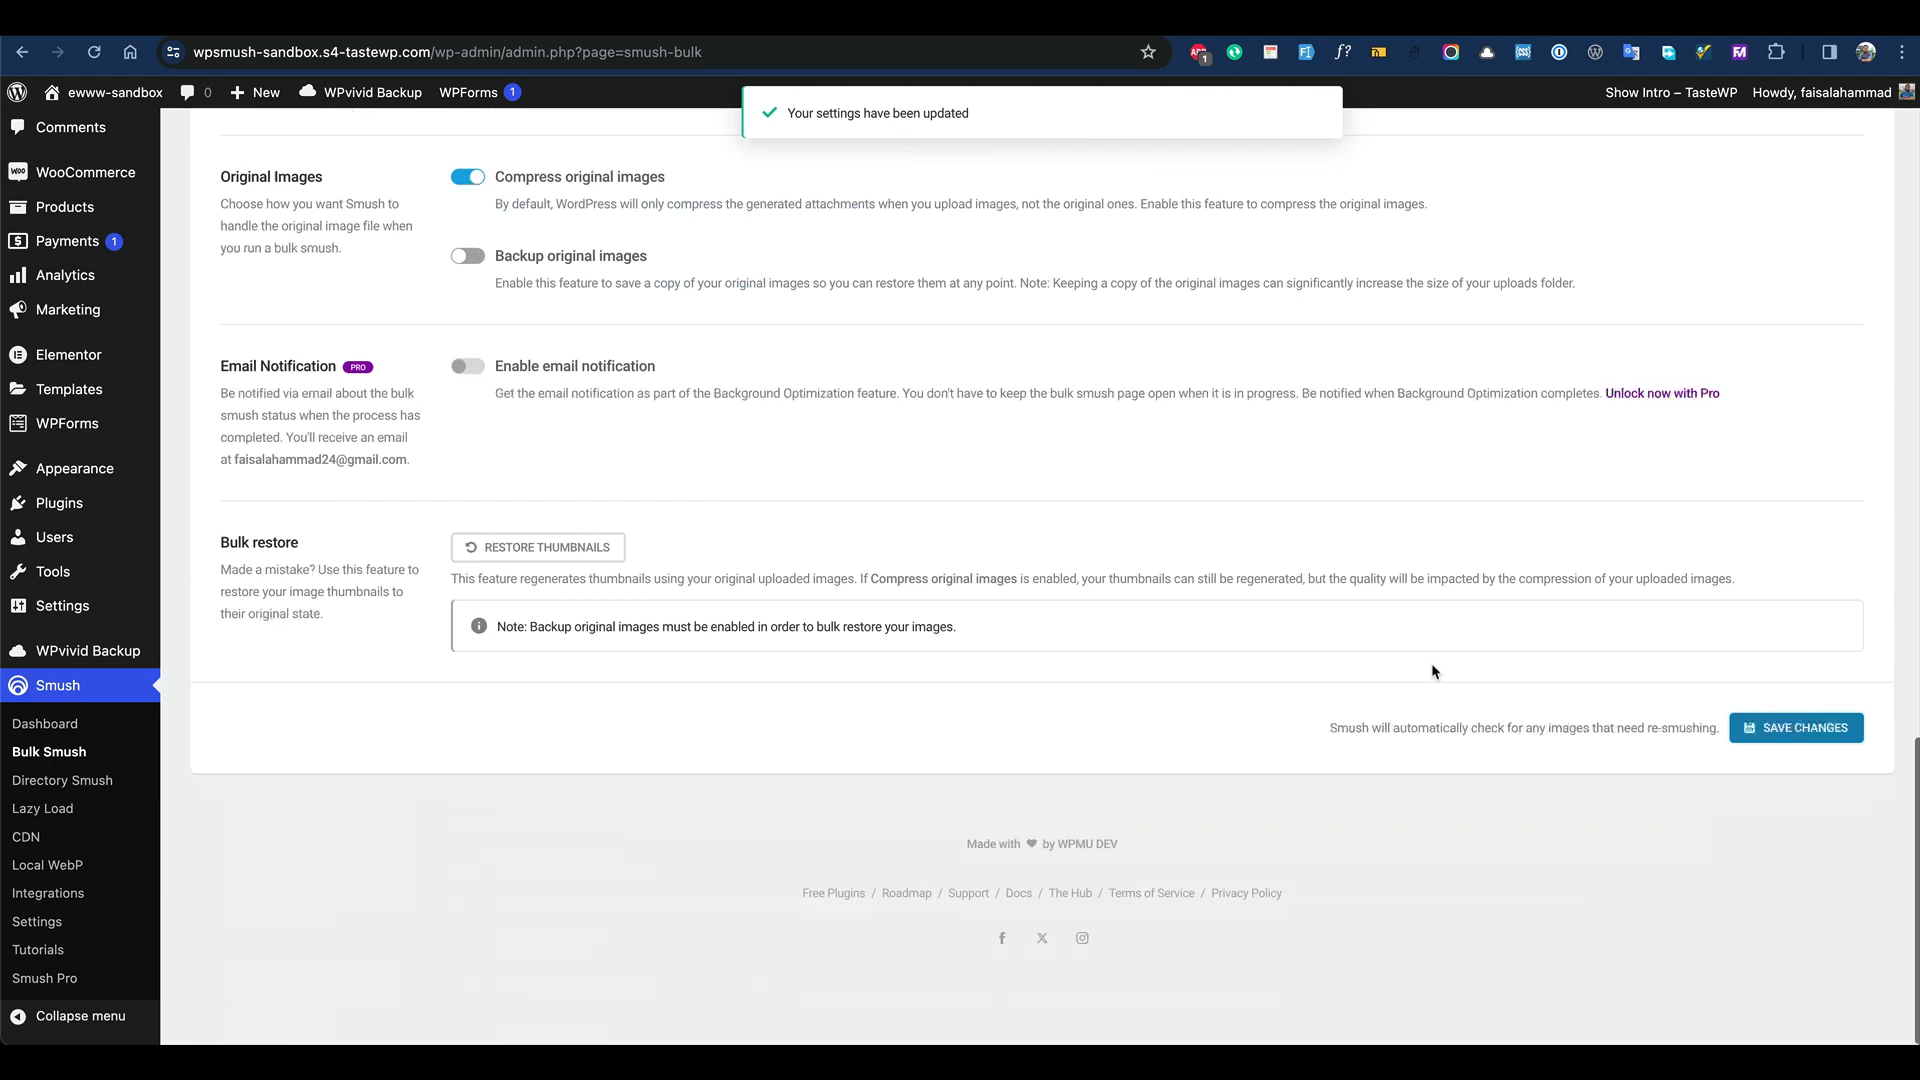 wpsmush-sandbox.s4-tastewp.com/wp-admin/admin.php?page=smush-bulk
ewww-sandbox 0 New WPvivid Backup WPForms 1 Show Intro – TasteWP Howdy, faisalahammad
Your settings have been updated
Comments
WooCommerce
Products
Payments 1
Analytics
Marketing
Elementor
Templates
WPForms
Appearance
Plugins
Users
Tools
Settings
WPvivid Backup
Smush
Dashboard
Bulk Smush
Directory Smush
Lazy Load
CDN
Local WebP
Integrations
Settings
Tutorials
Smush Pro
Collapse menu
Original Images
Choose how you want Smush to
handle the original image file when
you run a bulk smush.
Compress original images
By default, WordPress will only compress the generated attachments when you upload images, not the original ones. Enable this feature to compress the original images.
Backup original images
Enable this feature to save a copy of your original images so you can restore them at any point. Note: Keeping a copy of the original images can significantly increase the size of your uploads folder.
Email Notification PRO
Be notified via email about the bulk
smush status when the process has
completed. You'll receive an email
at faisalahammad24@gmail.com.
Enable email notification
Get the email notification as part of the Background Optimization feature. You don't have to keep the bulk smush page open when it is in progress. Be notified when Background Optimization completes. Unlock now with Pro
Bulk restore
Made a mistake? Use this feature to
restore your image thumbnails to
their original state.
RESTORE THUMBNAILS
This feature regenerates thumbnails using your original uploaded images. If Compress original images is enabled, your thumbnails can still be regenerated, but the quality will be impacted by the compression of your uploaded images.
Note: Backup original images must be enabled in order to bulk restore your images.
Smush will automatically check for any images that need re-smushing. SAVE CHANGES
Made with ♥ by WPMU DEV
Free Plugins / Roadmap / Support / Docs / The Hub / Terms of Service / Privacy Policy